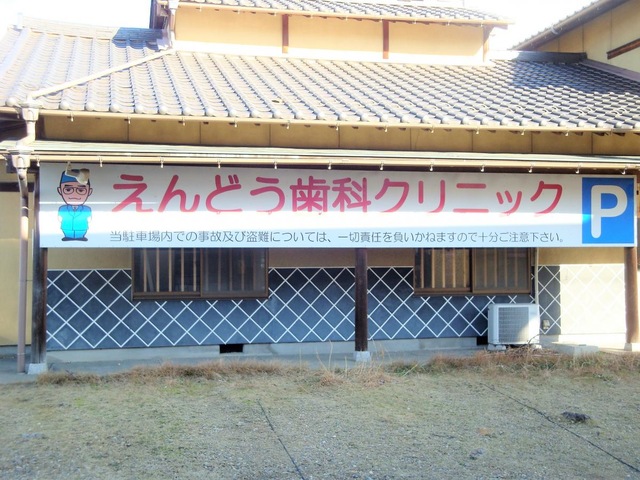 えんどう歯科クリニック P
当駐車場内での事故及び盗難については、一切責任を負いかねますので十分ご注意下さい。